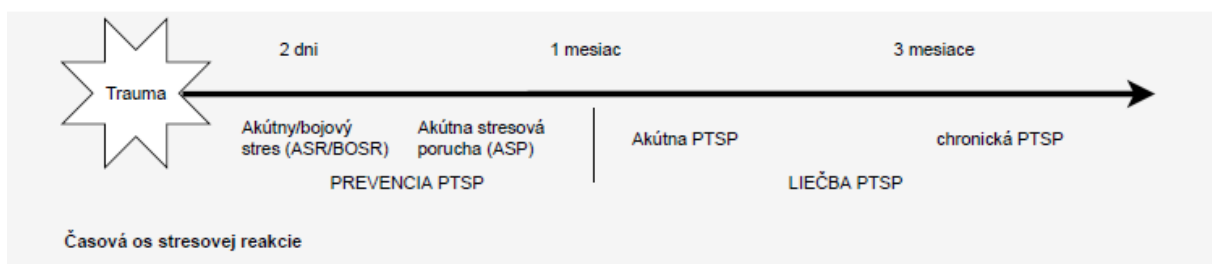 2 dni
1 mesiac
3 mesiace
Trauma
Akútny/bojový
stres (ASR/BOSR)
Akútna stresová
porucha (ASP)
Akútna PTSP
chronická PTSP
PREVENCIA PTSP
LIEČBA PTSP
Časová os stresovej reakcie